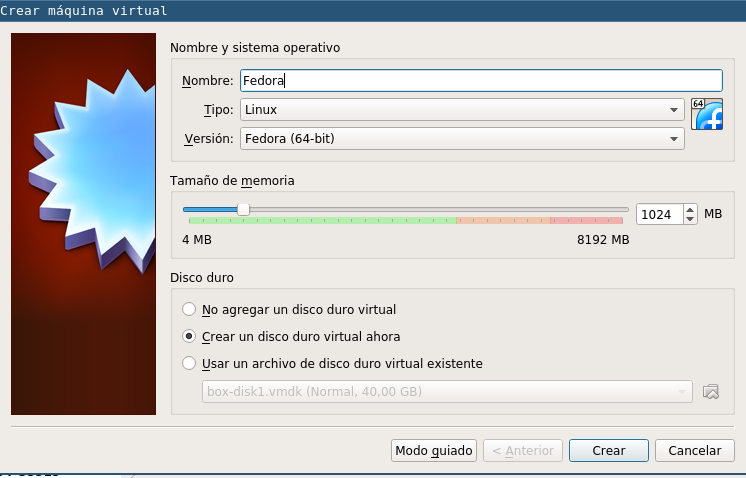 Crear máquina virtual
Nombre y sistema operativo
Nombre: Fedora
Tipo: Linux
64
Versión: Fedora (64-bit)
Tamaño de memoria
1024 MB
4 MB 8192 MB
Disco duro
No agregar un disco duro virtual
Crear un disco duro virtual ahora
Usar un archivo de disco duro virtual existente
box-disk1.vmdk (Normal, 40,00 GB)
Modo guiado < Anterior Crear Cancelar